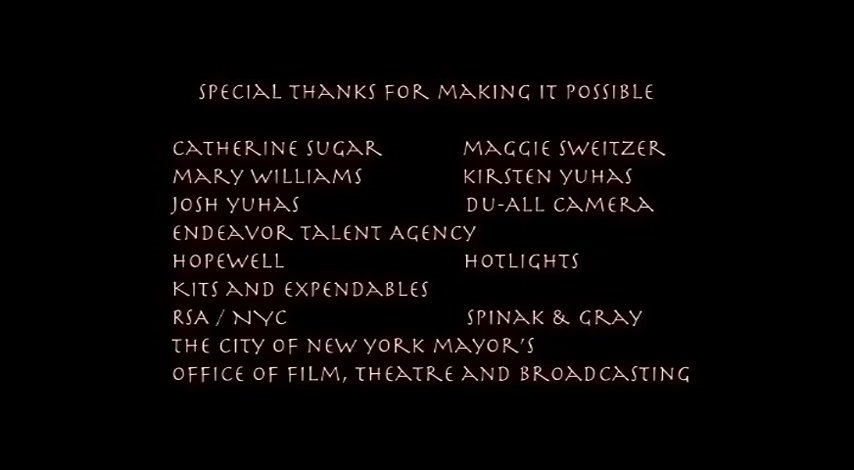 SPECIAL THANKS FOR MAKING IT POSSIBLE
CATHERINE SUGAR MAGGIE SWEITZER
MARY WILLIAMS KIRSTEN YUHAS
JOSH YUHAS DU-ALL CAMERA
ENDEAVOR TALENT AGENCY
HOPEWELL HOTLIGHTS
KITS AND EXPENDABLES
RSA / NYC SPINAK & GRAY
THE CITY OF NEW YORK MAYOR'S
OFFICE OF FILM, THEATRE AND BROADCASTING